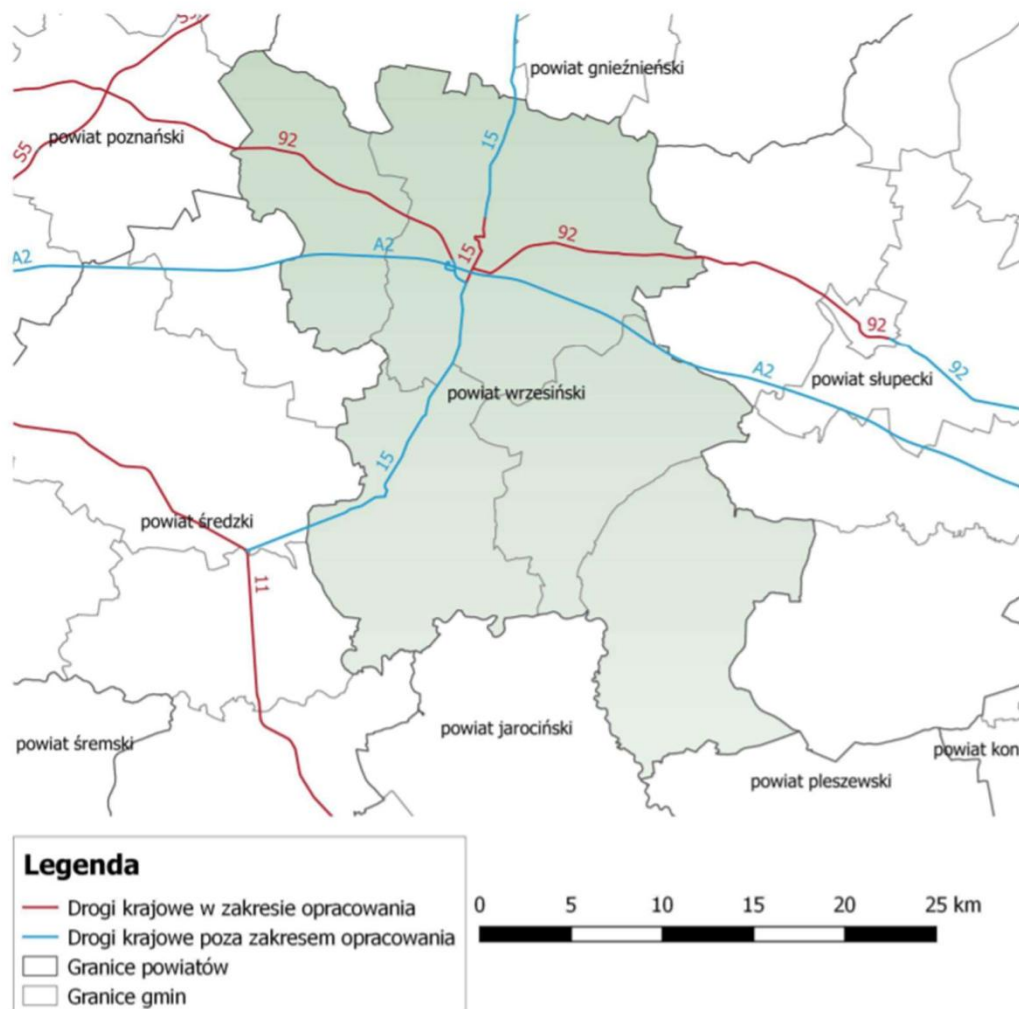 S5
powiat gnieźnieński
powiat poznański
92
15
S5
A2
A2
15
92
92
92
A2
powiat słupecki
powiat wrzesiński
15
powiat średzki
11
powiat śremski
powiat jarociński
powiat kon
powiat pleszewski
Legenda
Drogi krajowe w zakresie opracowania
Drogi krajowe poza zakresem opracowania
Granice powiatów
Granice gmin
0 5 10 15 20 25 km